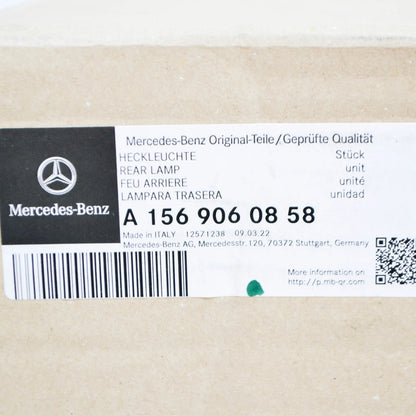 Mercedes-Benz
Mercedes-Benz Original-Teile/Geprüfte Qualität
HECKLEUCHTE Stück
REAR LAMP unit
FEU ARRIERE unité
LAMPARA TRASERA unidad
A 156 906 08 58
Made in ITALY 12571238 09.03.22
Mercedes-Benz AG, Mercedesstr.120, 70372 Stuttgart, Germany
More information on
http://p.mb-qr.com